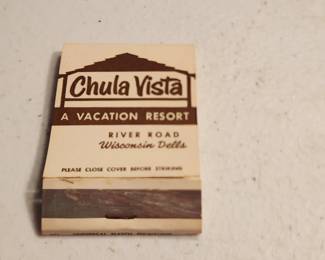 Chula Vista
A VACATION RESORT
RIVER ROAD
Wisconsin Dells
PLEASE CLOSE COVER BEFORE STRIKING